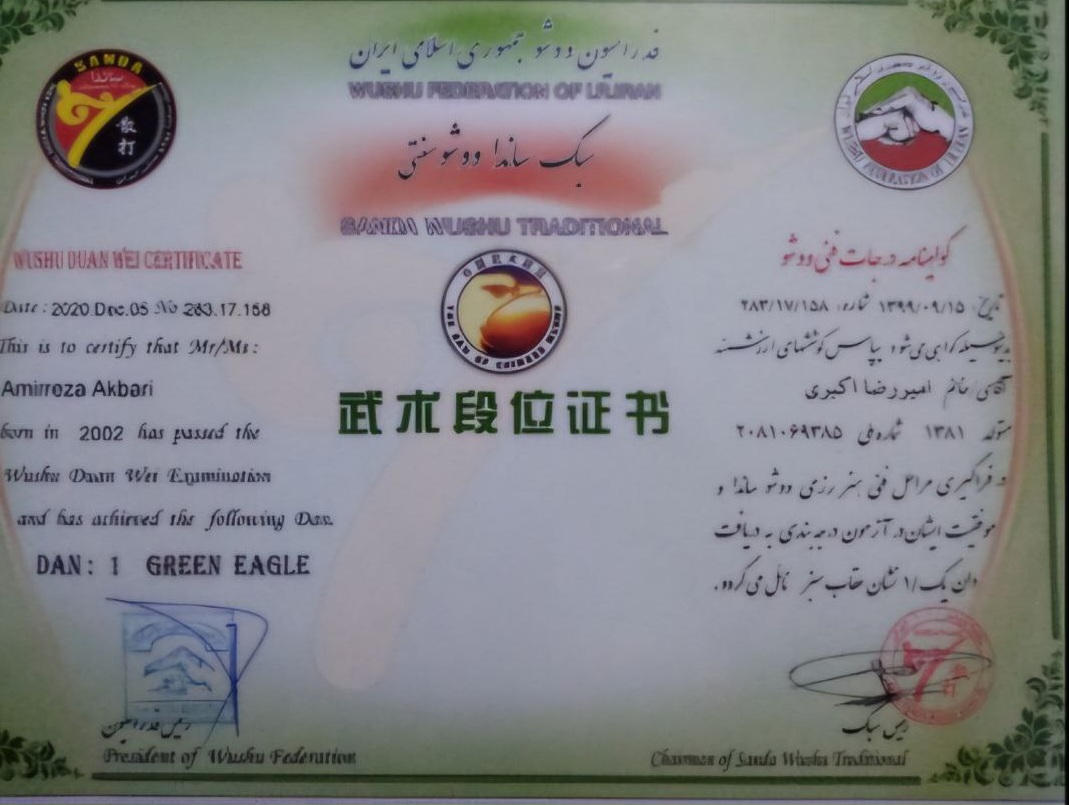 فدراسیون ووشو جمهوری اسلامی ایران
WUSHU FEDERATION OF I.R.IRAN
SANDA
ساندا
散打
سبک ساندا ووشو سنتی
SANDA WUSHU TRADITIONAL
WUSHU DUAN WEI CERTIFICATE
Date : 2020.Dec.05 No 283.17.158
This is to certify that Mr/Ms :
Amirreza Akbari
born in 2002 has passed the
Wushu Duan Wei Examination
and has achieved the following Dan.
DAN : 1 GREEN EAGLE
武术段位证书
گواهینامه درجات فنی ووشو
تاریخ: ۱۳۹۹/۰۹/۱۵ شماره: ۲۸۳/۱۷/۱۵۸
بدینوسیله گواهی می شود بپاس کوششهای ارزشمند
آقای/خانم امیررضا اکبری
متولد ۱۳۸۱ شماره ملی ۲۰۸۱۰۶۹۳۸۵
در فراگیری مراحل فنی هنر رزمی ووشو ساندا و
موفقیت ایشان در آزمون درجه بندی به دریافت
دان یک /۱ نشان عقاب سبز نائل می گردد.
رئیس فدراسیون
President of Wushu Federation
رئیس سبک
Chairman of Sanda Wushu Traditional